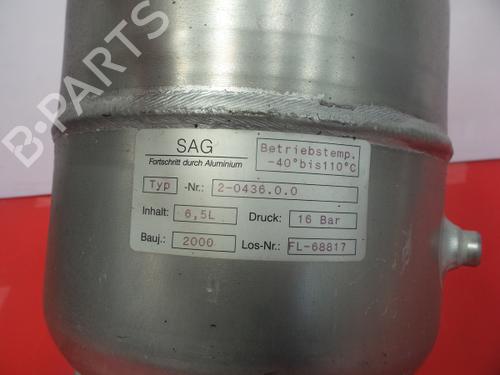 SAG
Fortschritt durch Aluminium
Betriebstemp.
-40°bis110°C
Typ -Nr.: 2-0436.0.0
Inhalt: 6,5L Druck: 16 Bar
Bauj.: 2000 Los-Nr.: FL-68817
B-PARTS